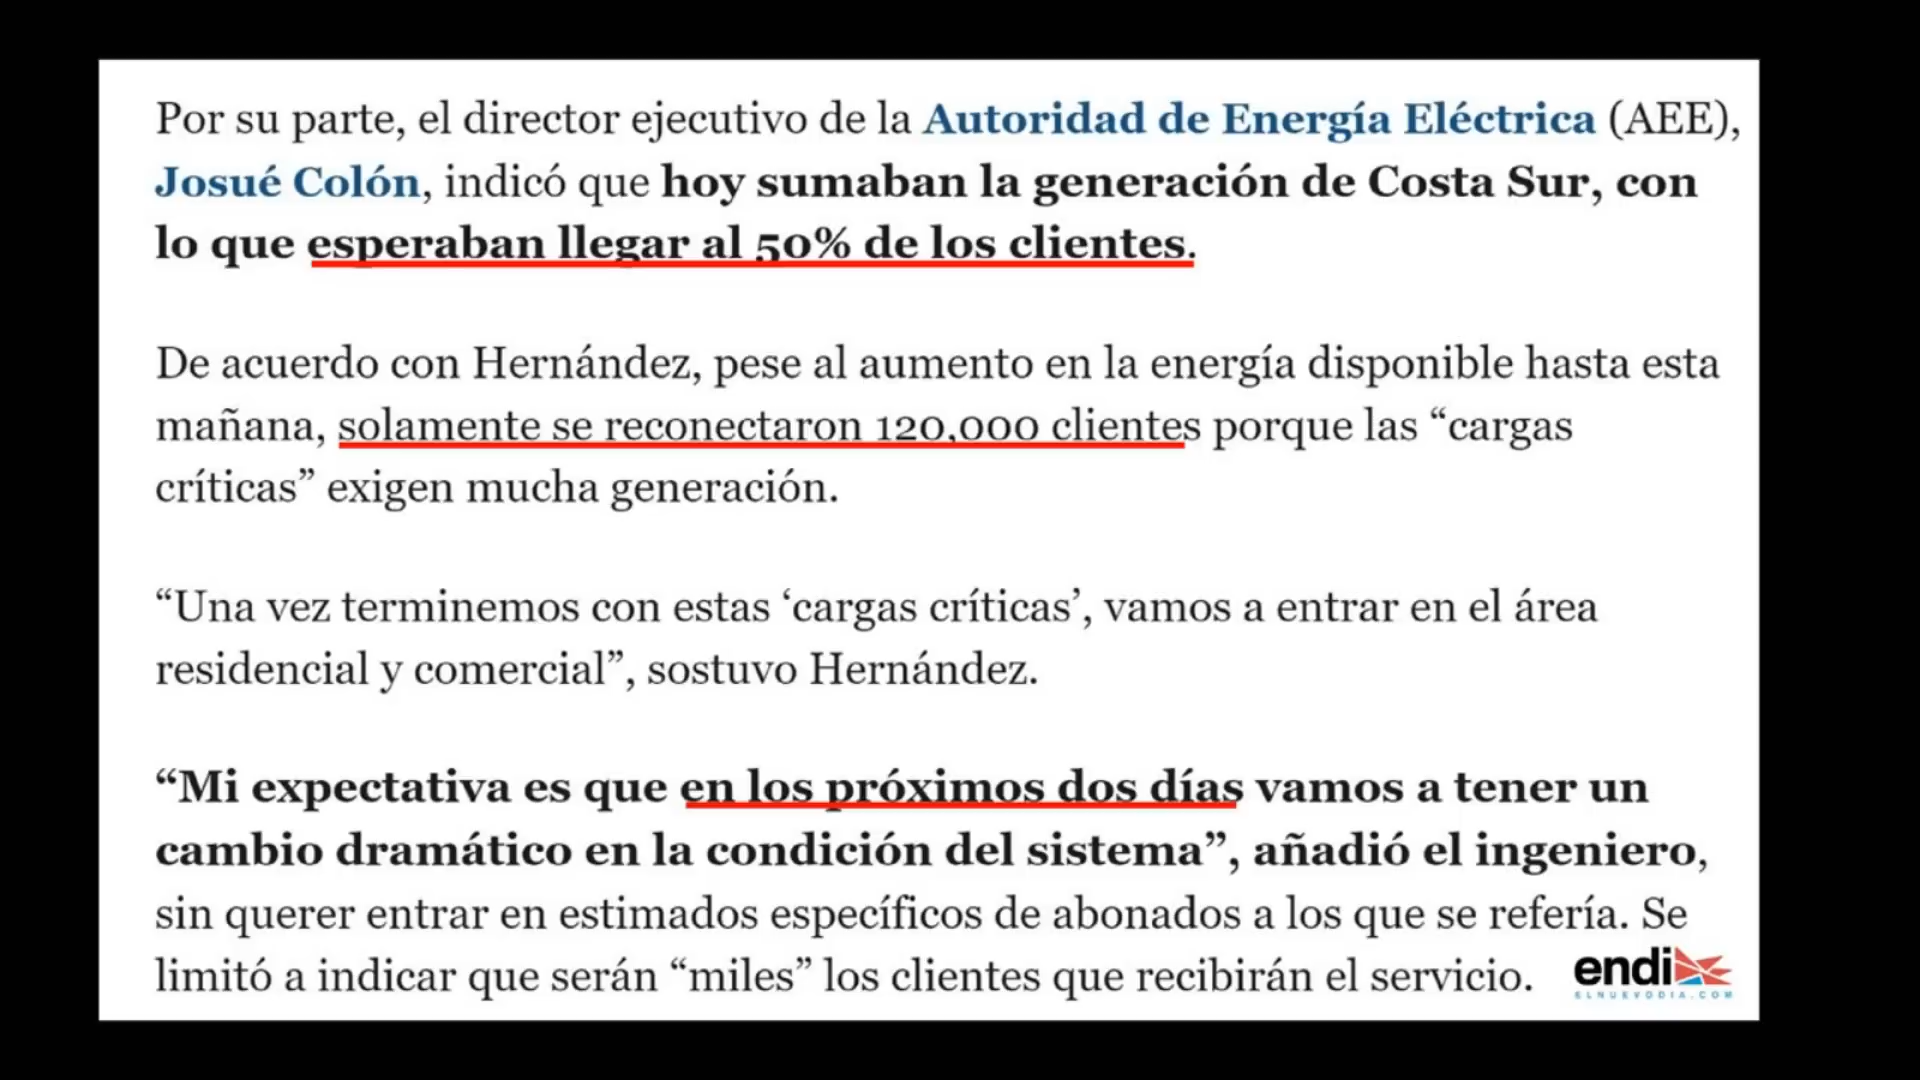 Por su parte, el director ejecutivo de la Autoridad de Energía Eléctrica (AEE),
Josué Colón, indicó que hoy sumaban la generación de Costa Sur, con
lo que esperaban llegar al 50% de los clientes.
De acuerdo con Hernández, pese al aumento en la energía disponible hasta esta
mañana, solamente se reconectaron 120,000 clientes porque las “cargas
críticas” exigen mucha generación.
“Una vez terminemos con estas ‘cargas críticas’, vamos a entrar en el área
residencial y comercial”, sostuvo Hernández.
“Mi expectativa es que en los próximos dos días vamos a tener un
cambio dramático en la condición del sistema”, añadió el ingeniero,
sin querer entrar en estimados específicos de abonados a los que se refería. Se
limitó a indicar que serán “miles” los clientes que recibirán el servicio.
endi
ELNUEVODIA.COM